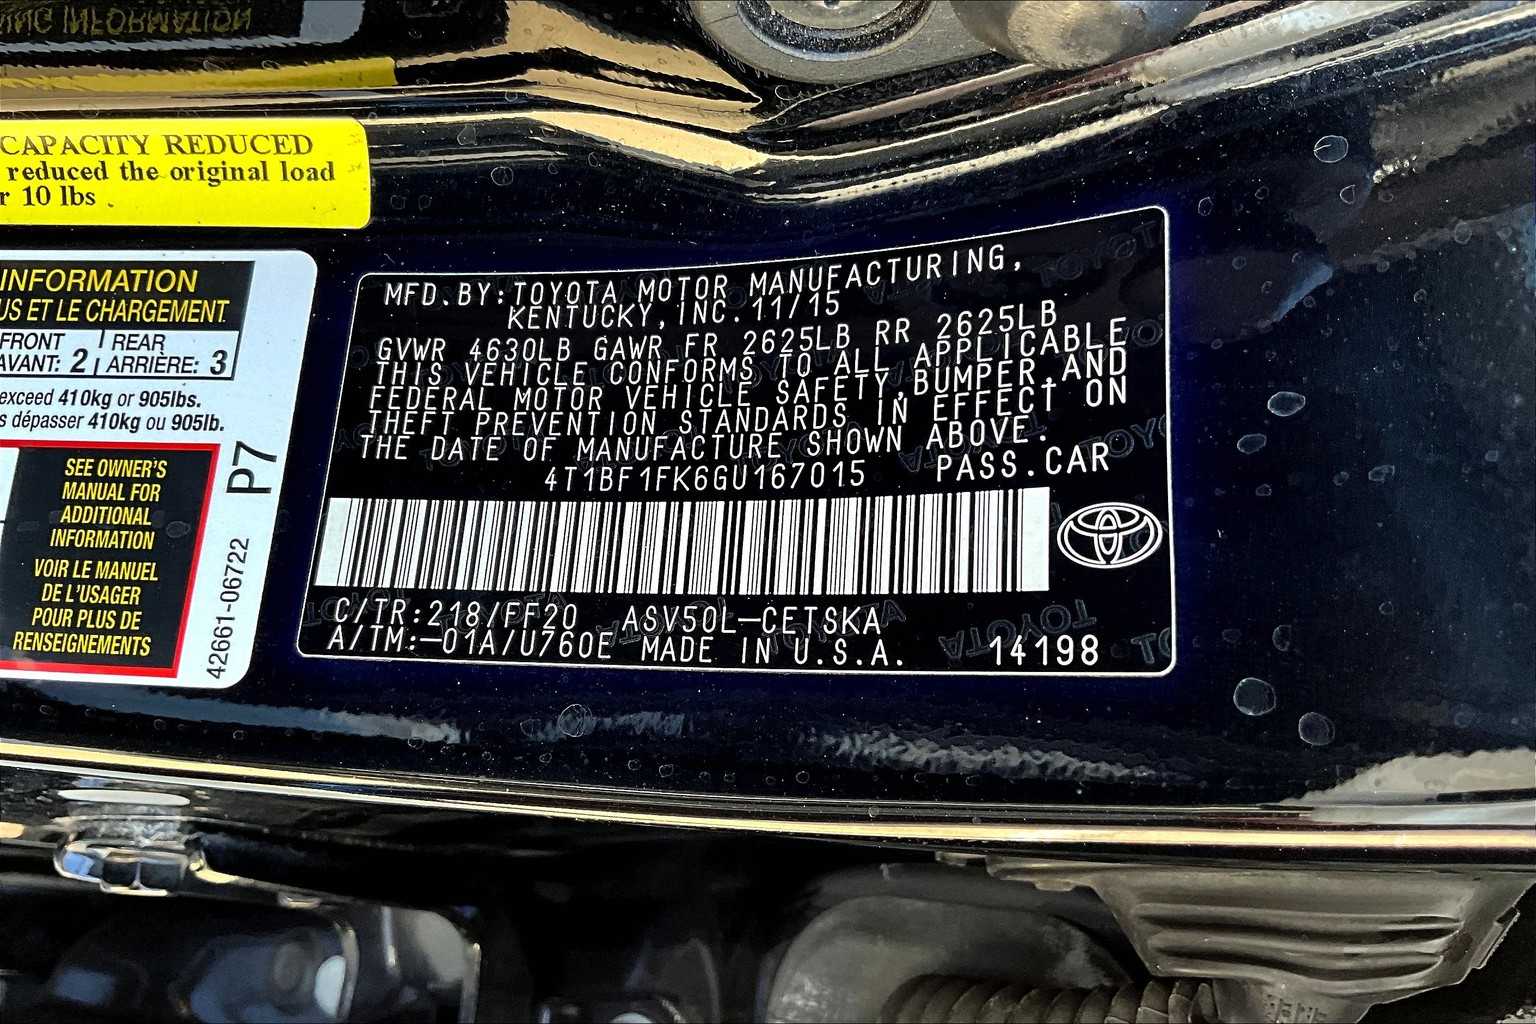 CAPACITY REDUCED
reduced the original load
r 10 lbs
INFORMATION
US ET LE CHARGEMENT
FRONT | REAR
AVANT: 2 | ARRIÈRE: 3
exceed 410kg or 905lbs.
s dépasser 410kg ou 905lb.
SEE OWNER'S
MANUAL FOR
ADDITIONAL
INFORMATION
VOIR LE MANUEL
DE L'USAGER
POUR PLUS DE
RENSEIGNEMENTS
P7
42661-06722
MFD.BY:TOYOTA MOTOR MANUFACTURING,
KENTUCKY,INC.11/15
GVWR 4630LB GAWR FR 2625LB RR 2625LB
THIS VEHICLE CONFORMS TO ALL APPLICABLE
FEDERAL MOTOR VEHICLE SAFETY,BUMPER,AND
THEFT PREVENTION STANDARDS IN EFFECT ON
THE DATE OF MANUFACTURE SHOWN ABOVE.
4T1BF1FK6GU167015 PASS.CAR
C/TR:218/FF20 ASV50L-CETSKA
A/TM:-01A/U760E MADE IN U.S.A. 14198